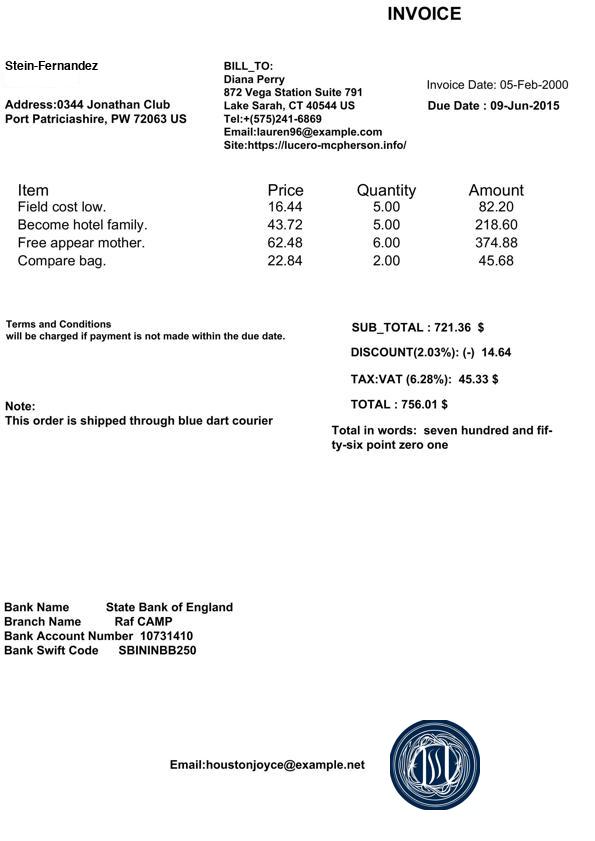 INVOICE
Stein-Fernandez
Address:0344 Jonathan Club
Port Patriciashire, PW 72063 US
BILL_TO:
Diana Perry
872 Vega Station Suite 791
Lake Sarah, CT 40544 US
Tel:+(575)241-6869
Email:lauren96@example.com
Site:https://lucero-mcpherson.info/
Invoice Date: 05-Feb-2000
Due Date : 09-Jun-2015
Item Price Quantity Amount
Field cost low. 16.44 5.00 82.20
Become hotel family. 43.72 5.00 218.60
Free appear mother. 62.48 6.00 374.88
Compare bag. 22.84 2.00 45.68
Terms and Conditions
will be charged if payment is not made within the due date.
SUB_TOTAL : 721.36 $
DISCOUNT(2.03%): (-) 14.64
TAX:VAT (6.28%): 45.33 $
TOTAL : 756.01 $
Note:
This order is shipped through blue dart courier
Total in words: seven hundred and fif-
ty-six point zero one
Bank Name State Bank of England
Branch Name Raf CAMP
Bank Account Number 10731410
Bank Swift Code SBININBB250
Email:houstonjoyce@example.net